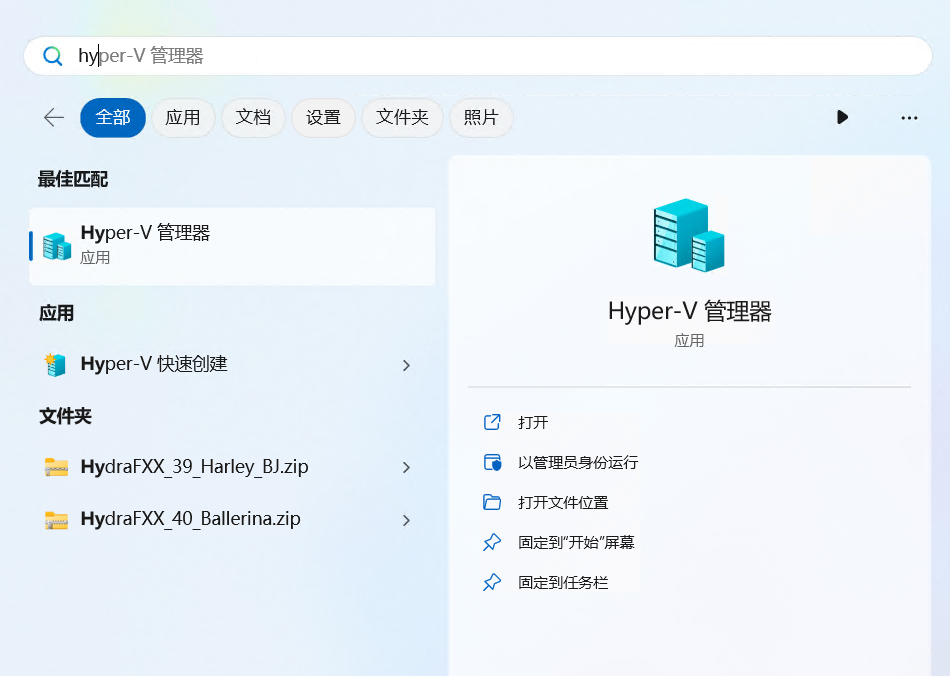 hyper-V 管理器
全部
应用
文档
设置
文件夹
照片
最佳匹配
Hyper-V 管理器
应用
应用
Hyper-V 快速创建
文件夹
HydraFXX_39_Harley_BJ.zip
HydraFXX_40_Ballerina.zip
Hyper-V 管理器
应用
打开
以管理员身份运行
打开文件位置
固定到“开始”屏幕
固定到任务栏